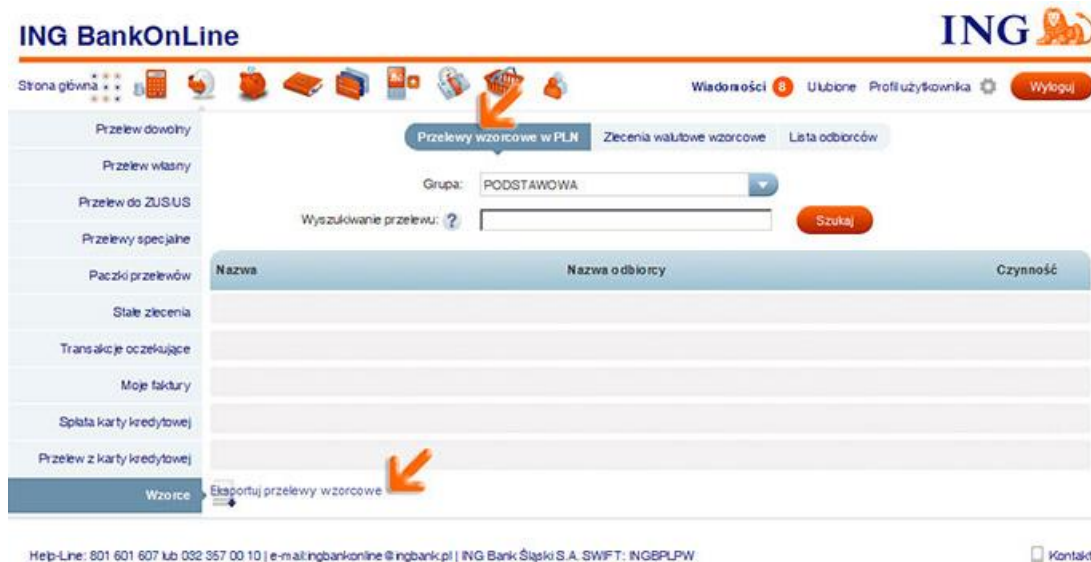 ING BankOnLine
ING
Strona główna
Wiadomości 8 Ulubione Profil użytkownika Wyloguj
Przelew dowolny
Przelew własny
Przelew do ZUS/US
Przelewy specjalne
Paczki przelewów
Stałe zlecenia
Transakcje oczekujące
Moje faktury
Spłata karty kredytowej
Przelew z karty kredytowej
Wzorce
Przelewy wzorcowe w PLN Zlecenia walutowe wzorcowe Lista odbiorców
Grupa: PODSTAWOWA
Wyszukiwanie przelewu: ? Szukaj
Nazwa Nazwa odbiorcy Czynność
Eksportuj przelewy wzorcowe
Help-Line: 801 601 607 lub 032 357 00 10 | e-mail:ingbankonline@ingbank.pl | ING Bank Śląski S.A. SWIFT: INGBPLPW Kontakt